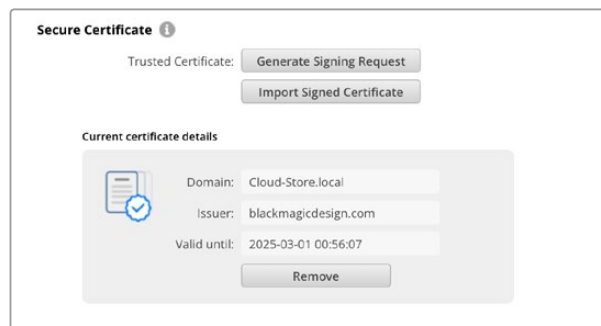 Secure Certificate
Trusted Certificate: Generate Signing Request
Import Signed Certificate
Current certificate details
Domain: Cloud-Store.local
Issuer: blackmagicdesign.com
Valid until: 2025-03-01 00:56:07
Remove